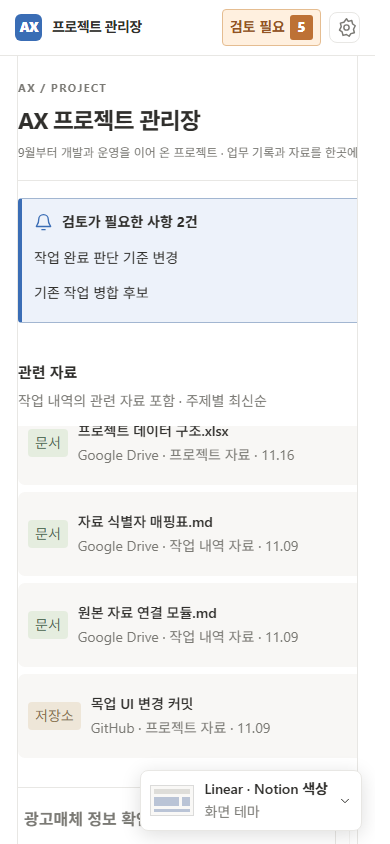 AX 프로젝트 관리장
검토 필요 5
AX / PROJECT
AX 프로젝트 관리장
9월부터 개발과 운영을 이어 온 프로젝트 · 업무 기록과 자료를 한곳에
검토가 필요한 사항 2건
작업 완료 판단 기준 변경
기존 작업 병합 후보
관련 자료
작업 내역의 관련 자료 포함 · 주제별 최신순
문서
프로젝트 데이터 구조.xlsx
Google Drive · 프로젝트 자료 · 11.16
문서
자료 식별자 매핑표.md
Google Drive · 작업 내역 자료 · 11.09
문서
원본 자료 연결 모듈.md
Google Drive · 작업 내역 자료 · 11.09
저장소
목업 UI 변경 커밋
GitHub · 프로젝트 자료 · 11.09
Linear · Notion 색상
화면 테마
광고매체 정보